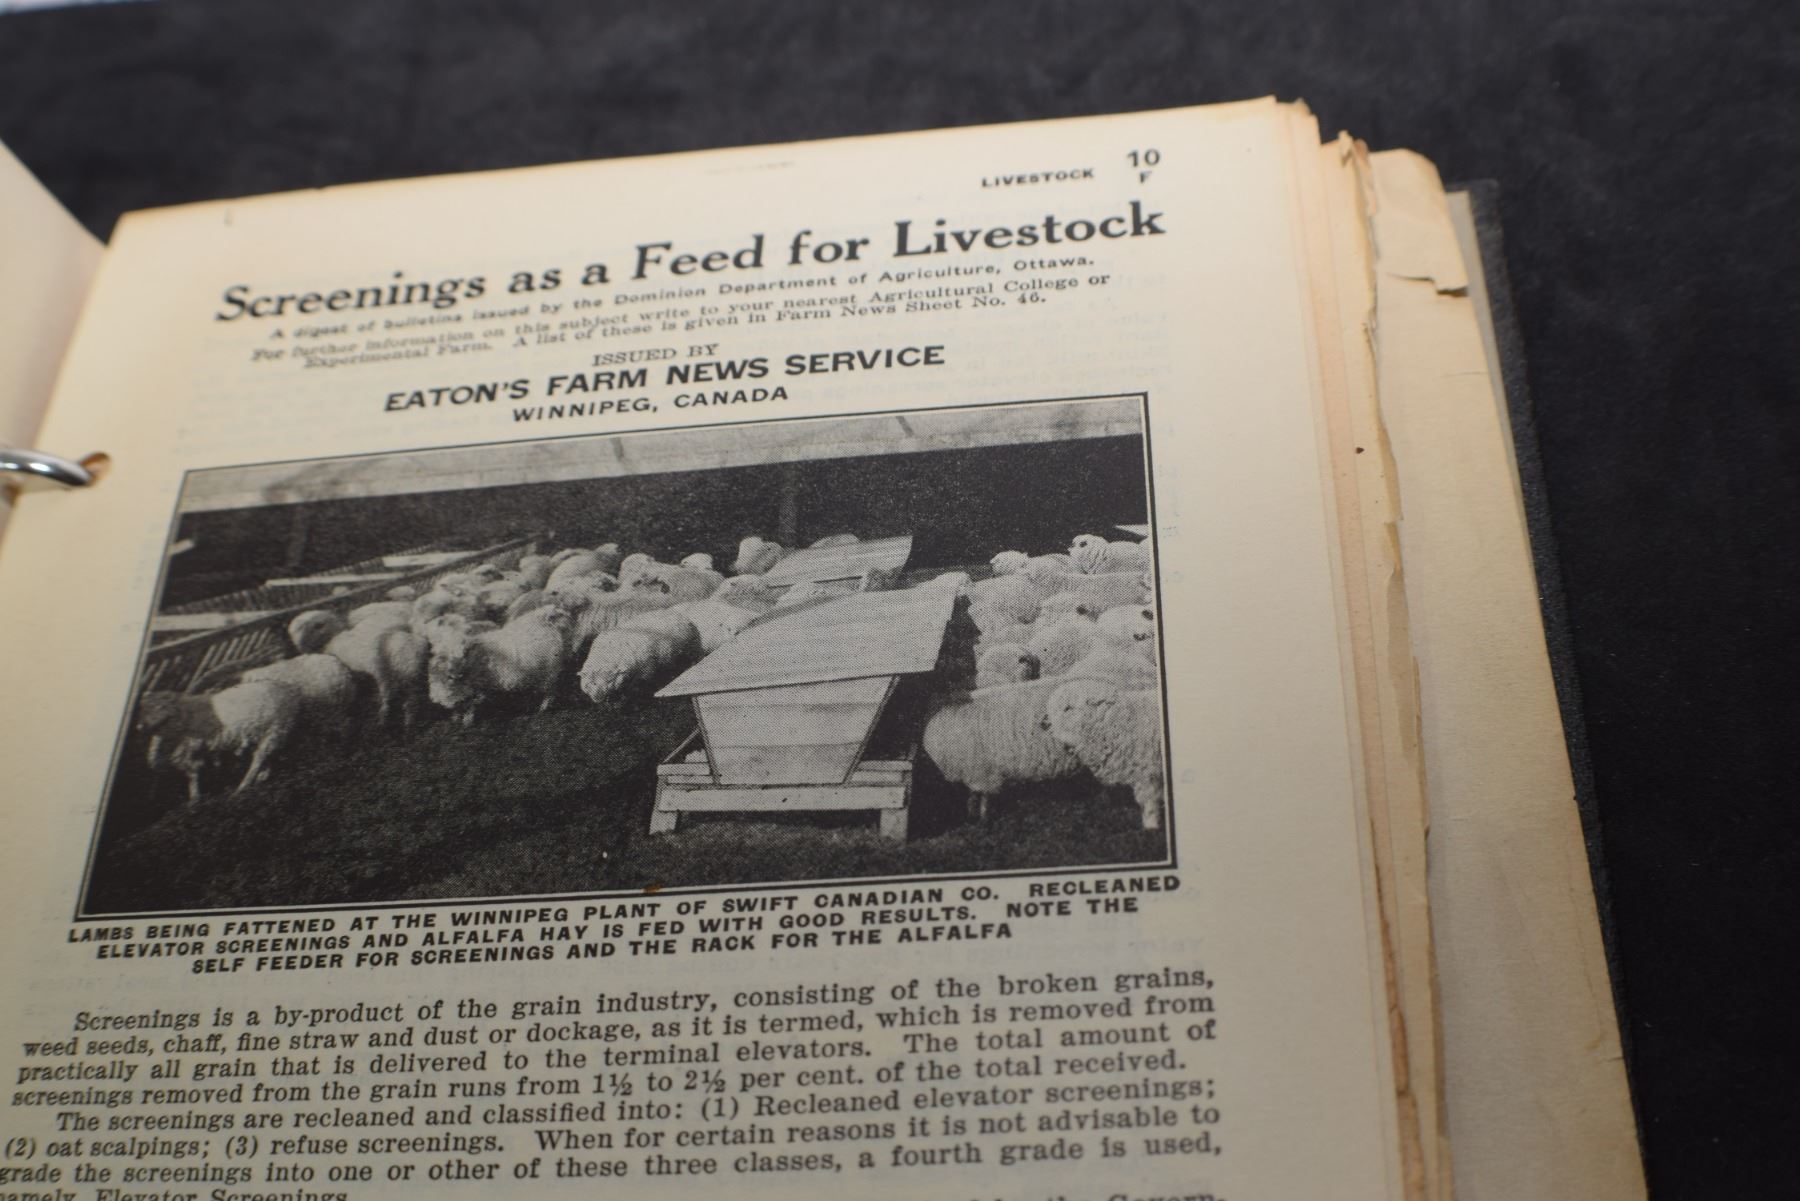 LIVESTOCK 10
F
Screenings as a Feed for Livestock
A digest of bulletins issued by the Dominion Department of Agriculture, Ottawa.
For further information on this subject write to your nearest Agricultural College or
Experimental Farm. A list of these is given in Farm News Sheet No. 46.
ISSUED BY
EATON'S FARM NEWS SERVICE
WINNIPEG, CANADA
LAMBS BEING FATTENED AT THE WINNIPEG PLANT OF SWIFT CANADIAN CO. RECLEANED
ELEVATOR SCREENINGS AND ALFALFA HAY IS FED WITH GOOD RESULTS. NOTE THE
SELF FEEDER FOR SCREENINGS AND THE RACK FOR THE ALFALFA
Screenings is a by-product of the grain industry, consisting of the broken grains,
weed seeds, chaff, fine straw and dust or dockage, as it is termed, which is removed from
practically all grain that is delivered to the terminal elevators. The total amount of
screenings removed from the grain runs from 1½ to 2½ per cent. of the total received.
The screenings are recleaned and classified into: (1) Recleaned elevator screenings;
(2) oat scalpings; (3) refuse screenings. When for certain reasons it is not advisable to
grade the screenings into one or other of these three classes, a fourth grade is used,
namely, Elevator Screenings
the Govern-